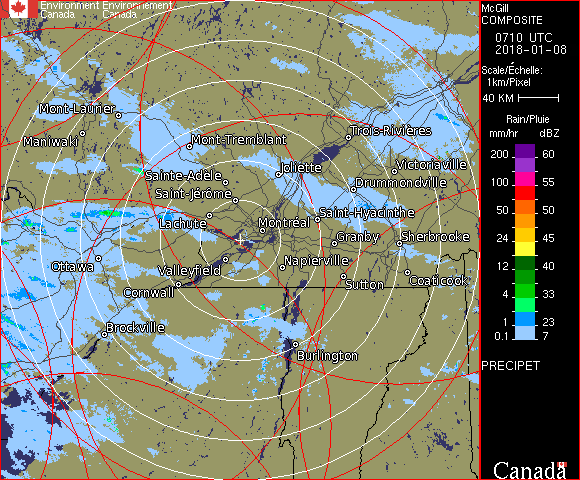 Environment Environnement
Canada Canada
McGill
COMPOSITE
0710 UTC
2018-01-08
Scale/Échelle:
1km/Pixel
40 KM
Rain/Pluie
mm/hr dBZ
200 60
100 55
50 50
24 45
12 40
4 33
1 23
0.1 7
PRECIPET
Canada
Mont-Laurier
Maniwaki
Mont-Tremblant
Trois-Rivières
Sainte-Adèle
Joliette
Victoriaville
Saint-Jérôme
Drummondville
Lachute
Montréal
Saint-Hyacinthe
Granby
Sherbrooke
Ottawa
Valleyfield
Napierville
Cornwall
Sutton
Coaticook
Brockville
Burlington